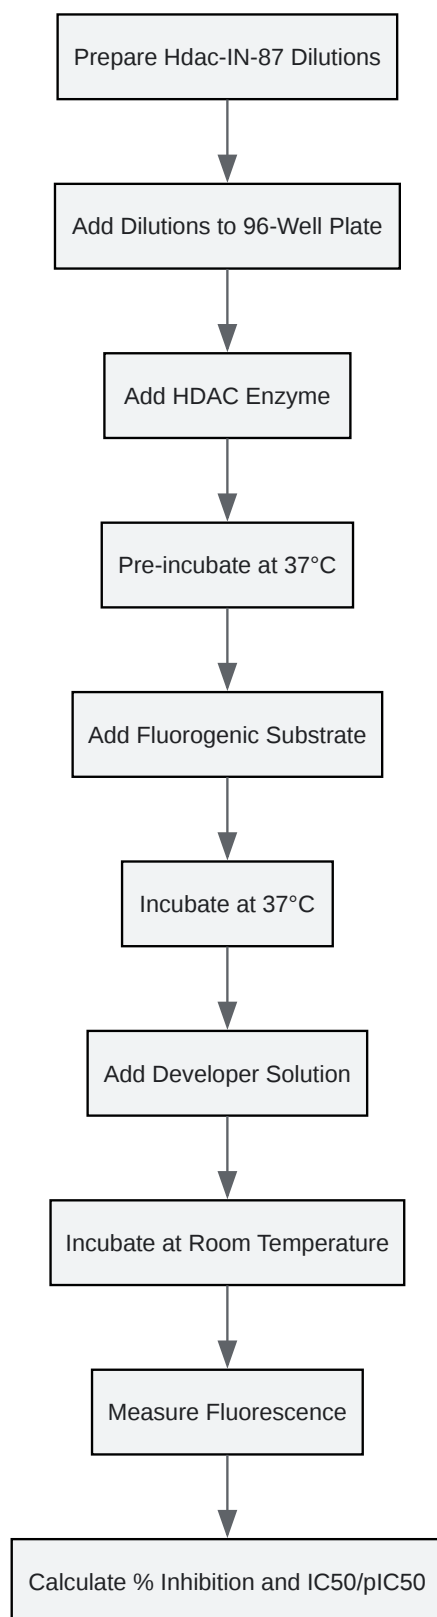 Prepare Hdac-IN-87 Dilutions
Add Dilutions to 96-Well Plate
Add HDAC Enzyme
Pre-incubate at 37°C
Add Fluorogenic Substrate
Incubate at 37°C
Add Developer Solution
Incubate at Room Temperature
Measure Fluorescence
Calculate % Inhibition and IC50/pIC50